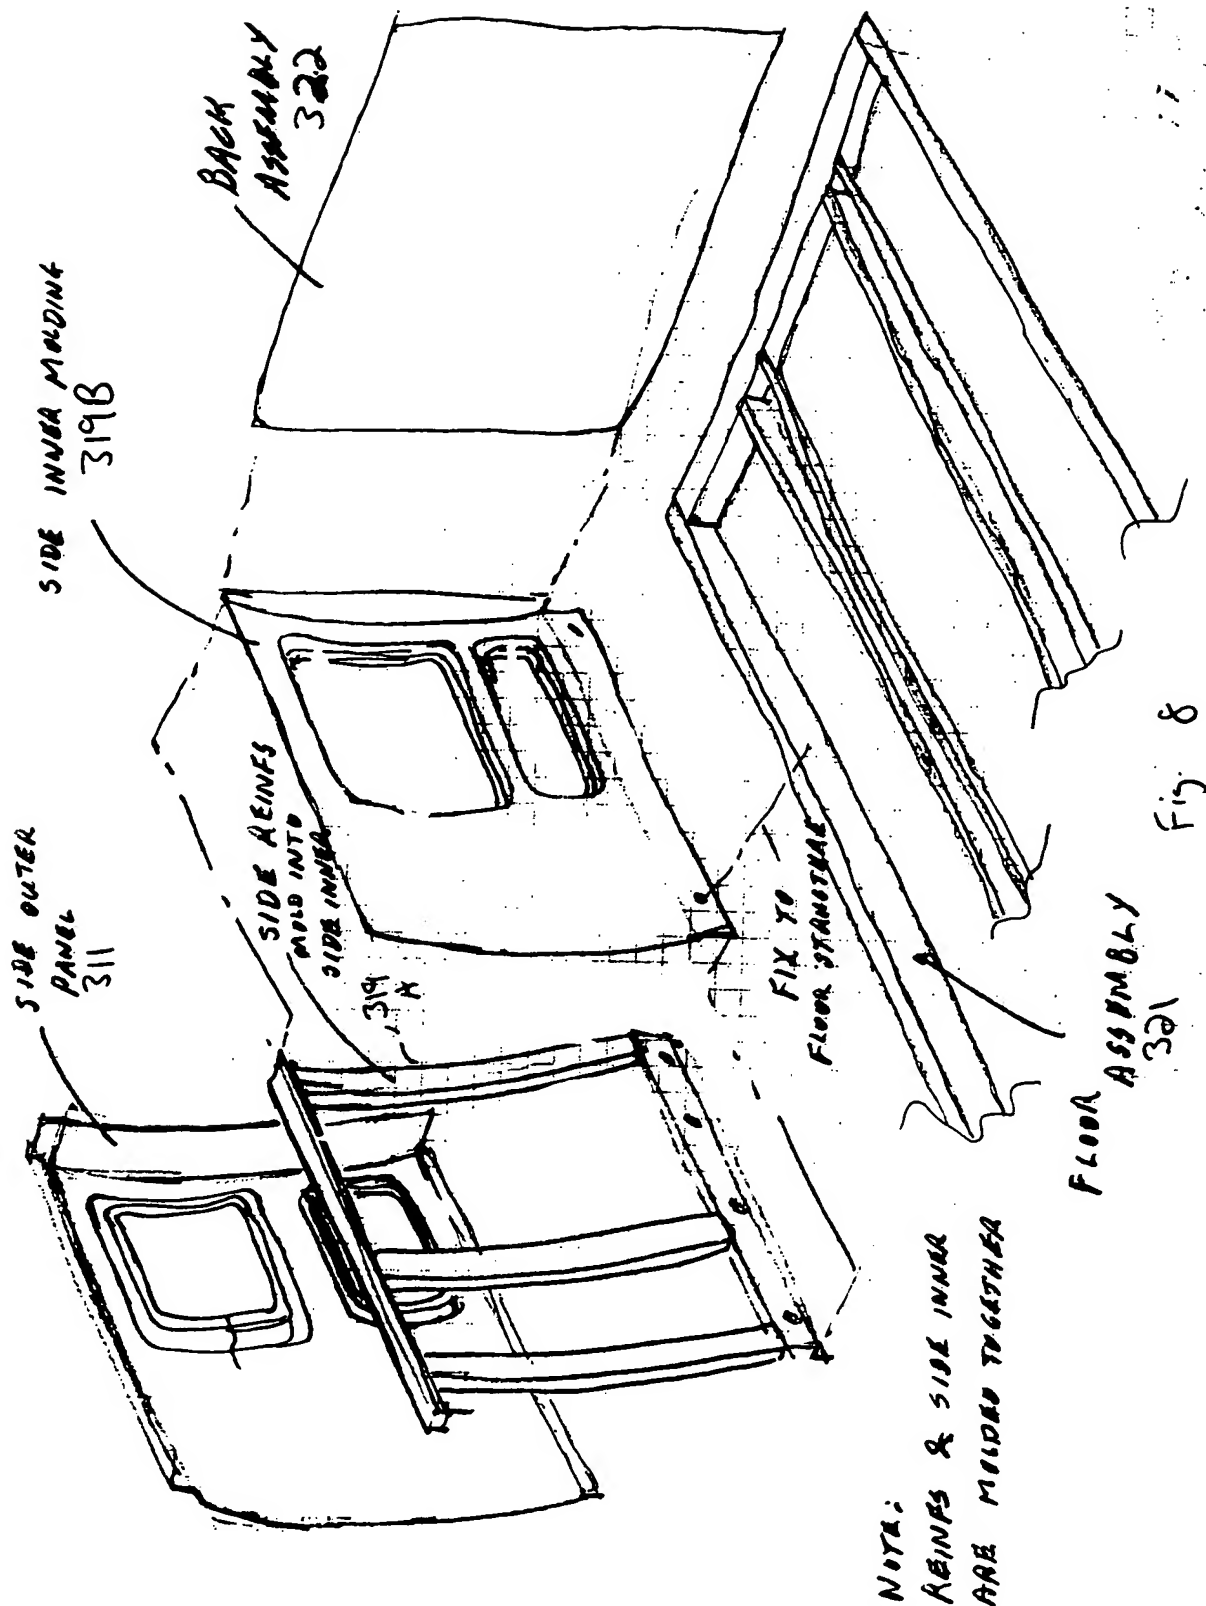 SIDE OUTER
PANEL
311
SIDE INNER MOLDING
319B
BACK
ASSEMBLY
322
SIDE REINFS
MOLD INTO
SIDE INNER
319
A
FIX TO
FLOOR STRUCTURE
FLOOR ASSEMBLY
321
NOTE:
REINFS & SIDE INNER
ARE MOLDED TOGETHER
Fig 8